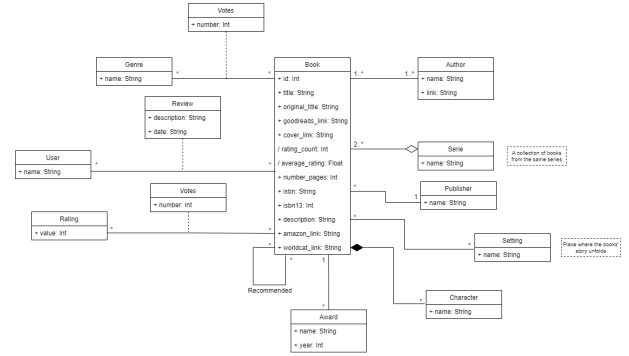 Votes
+ number: Int
Genre
+ name: String
*
*
Book
+ id: Int
+ title: String
+ original_title: String
+ goodreads_link: String
+ cover_link: String
/ rating_count: Int
/ average_rating: Float
+ number_pages: Int
+ isbn: String
+ isbn13: Int
+ description: String
+ amazon_link: String
+ worldcat_link: String
1..*
1..*
Author
+ name: String
+ link: String
Review
+ description: String
+ date: String
2..*
Serie
+ name: String
A collection of books
from the same series
User
+ name: String
*
*
*
1
Publisher
+ name: String
Votes
+ number: Int
Rating
+ value: Int
*
*
*
*
Setting
+ name: String
Place where the books'
story unfolds
*
*
Recommended
1
*
Award
+ name: String
+ year: Int
*
Character
+ name: String